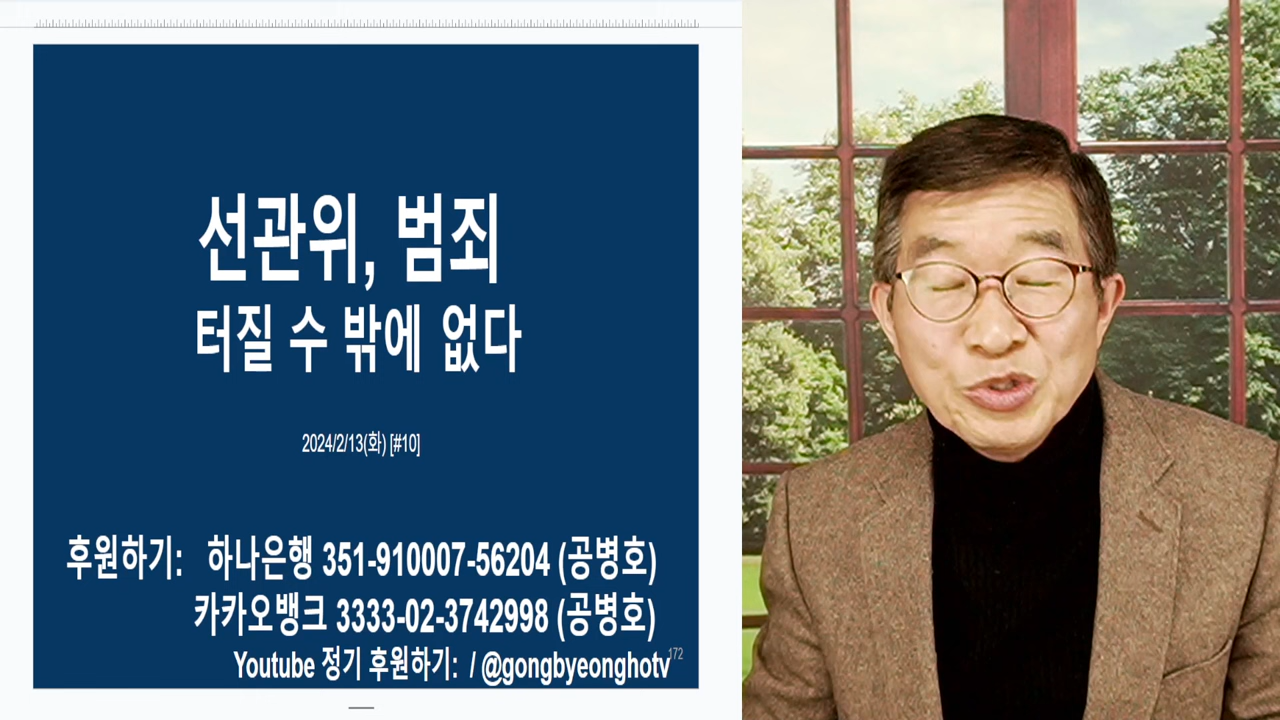 선관위, 범죄
터질 수 밖에 없다
2024/2/13(화) [#10]
후원하기: 하나은행 351-910007-56204 (공병호)
카카오뱅크 3333-02-3742998 (공병호)
Youtube 정기 후원하기: / @gongbyeonghotv
172